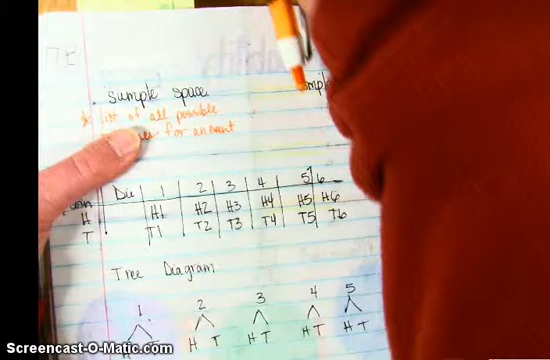 Sample space
* list of all possible
for an event
Die 1 2 3 4 5 6
H H1 H2 H3 H4 H5 H6
T T1 T2 T3 T4 T5 T6
Tree Diagram
1 2 3 4 5
H T H T H T H T
Screencast-O-Matic.com